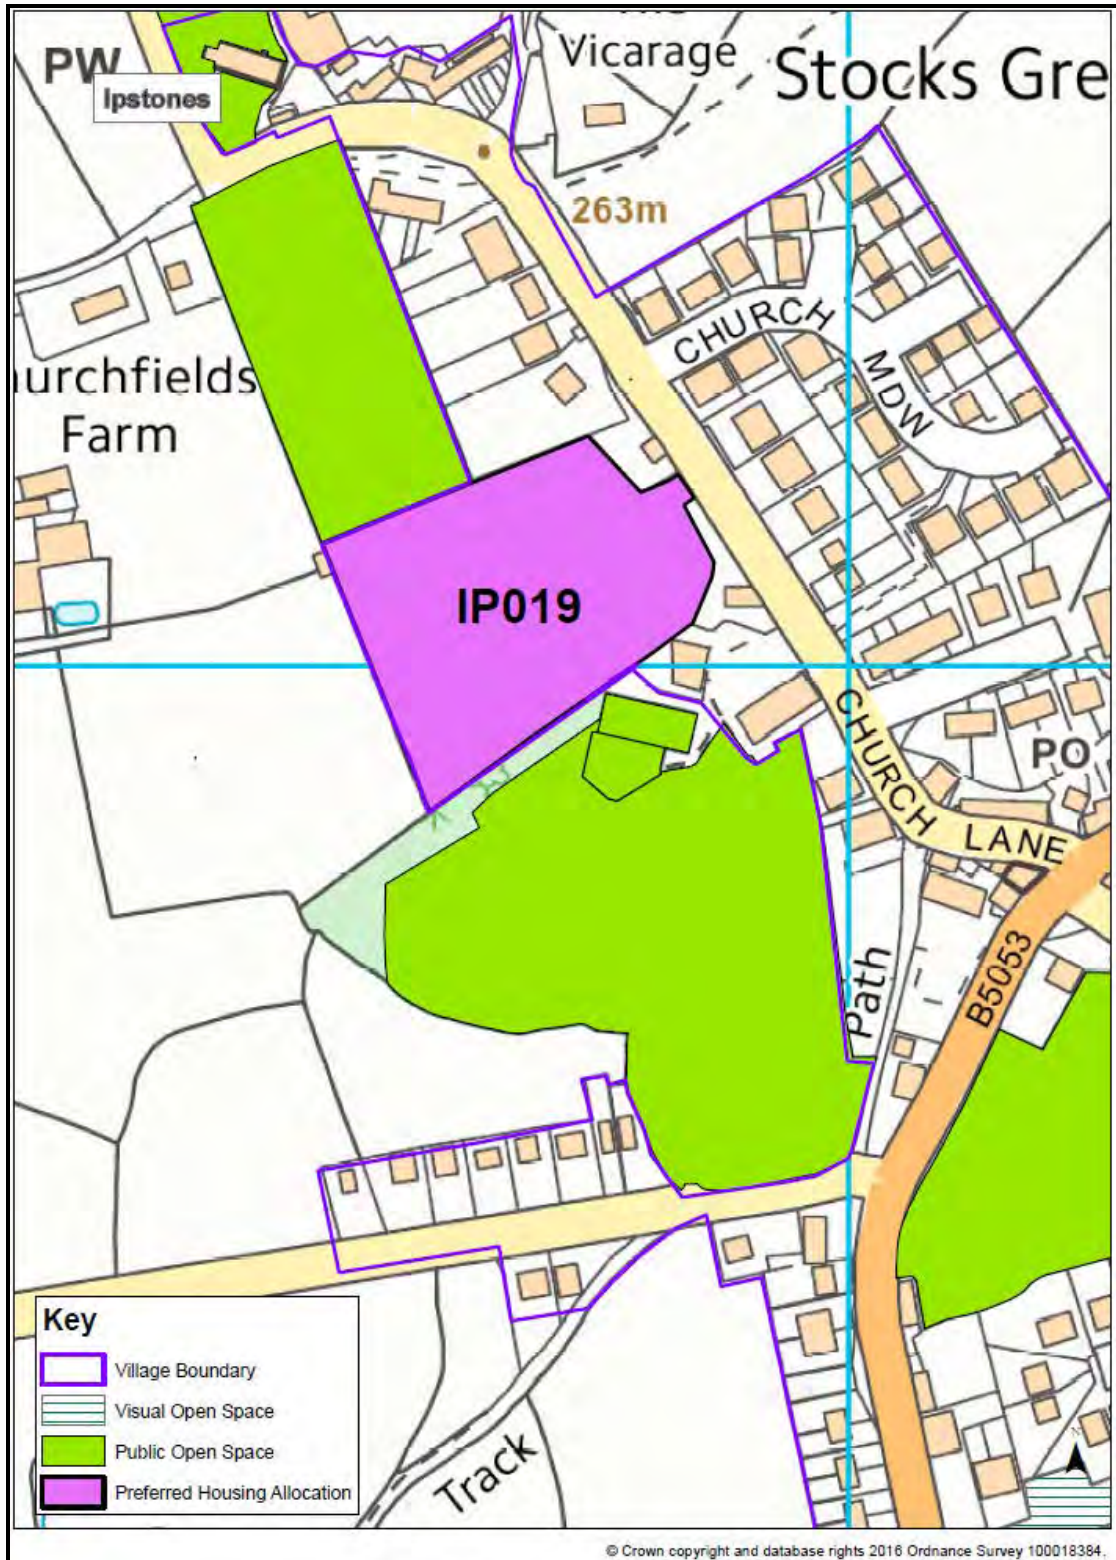 Vicarage
Stocks Gre
PW
Ipstones
263m
CHURCH
MDW
urchfields
Farm
IP019
CHURCH
LANE
PO
Path
B5053
Track
Key
Village Boundary
Visual Open Space
Public Open Space
Preferred Housing Allocation
N
© Crown copyright and database rights 2016 Ordnance Survey 100018384.